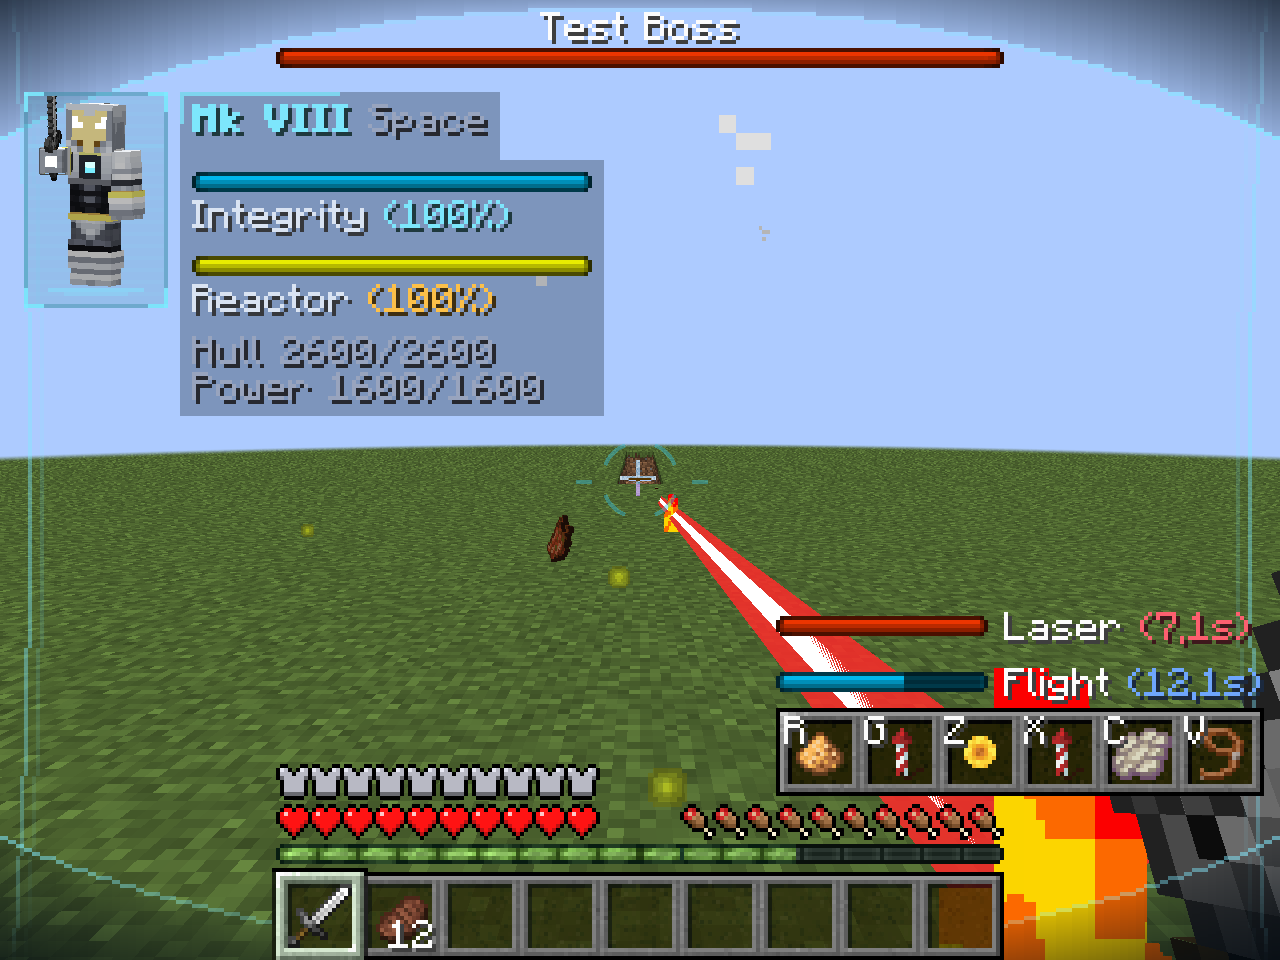 Test Boss
Mk VIII Space
Integrity (100%)
Reactor (100%)
Hull 2600/2600
Power 1600/1600
Laser (7,1s)
Flight (12,1s)
R G Z X C V
12